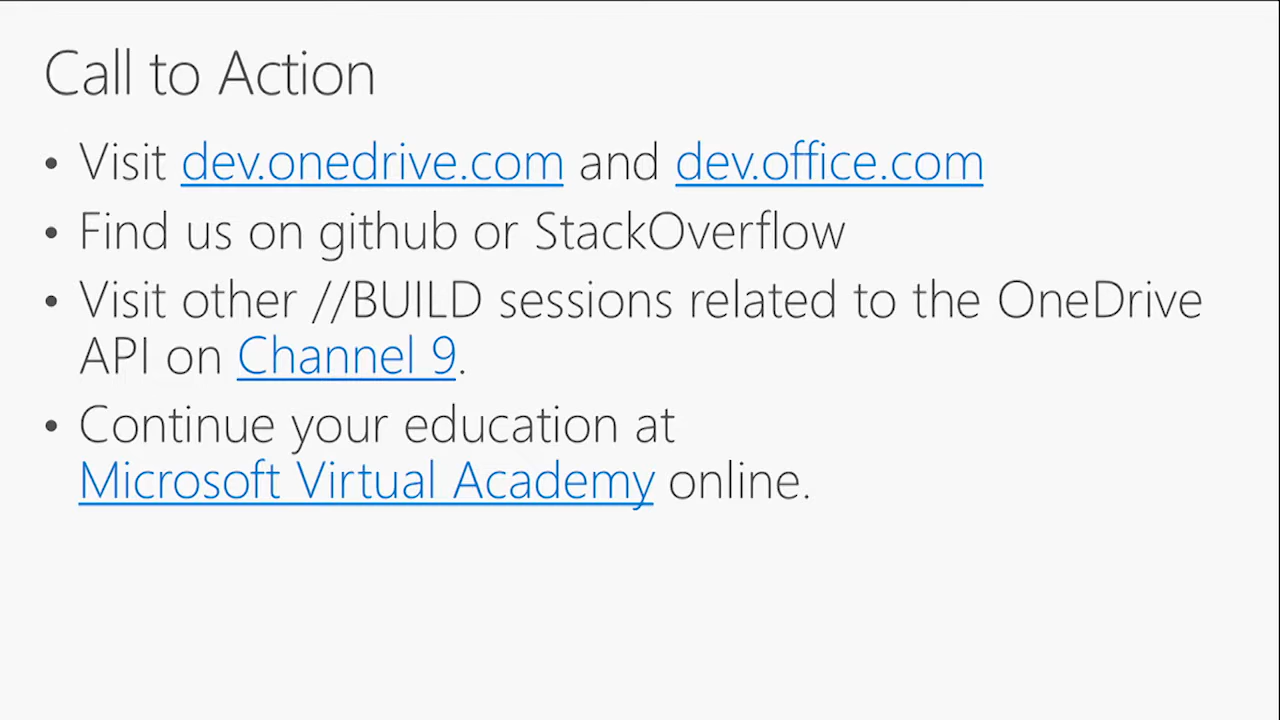 Call to Action
• Visit dev.onedrive.com and dev.office.com
• Find us on github or StackOverflow
• Visit other //BUILD sessions related to the OneDrive
API on Channel 9.
• Continue your education at
Microsoft Virtual Academy online.